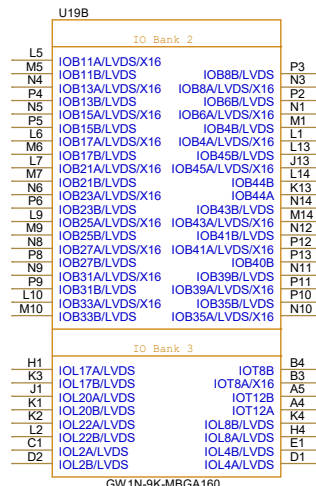 U19B
IO Bank 2
L5 IOB11A/LVDS/X16
M5 IOB11B/LVDS IOB8B/LVDS P3
N4 IOB13A/LVDS/X16 IOB8A/LVDS/X16 N3
P4 IOB13B/LVDS IOB6B/LVDS P2
N5 IOB15A/LVDS/X16 IOB6A/LVDS/X16 N1
P5 IOB15B/LVDS IOB4B/LVDS M1
L6 IOB17A/LVDS/X16 IOB4A/LVDS/X16 L1
M6 IOB17B/LVDS IOB45B/LVDS L13
L7 IOB21A/LVDS/X16 IOB45A/LVDS/X16 J13
M7 IOB21B/LVDS IOB44B L14
N6 IOB23A/LVDS/X16 IOB44A K13
P6 IOB23B/LVDS IOB43B/LVDS N14
L9 IOB25A/LVDS/X16 IOB43A/LVDS/X16 M14
M9 IOB25B/LVDS IOB41B/LVDS N12
N8 IOB27A/LVDS/X16 IOB41A/LVDS/X16 P12
P8 IOB27B/LVDS IOB40B P13
N9 IOB31A/LVDS/X16 IOB39B/LVDS N11
P9 IOB31B/LVDS IOB39A/LVDS/X16 P11
L10 IOB33A/LVDS/X16 IOB35B/LVDS P10
M10 IOB33B/LVDS IOB35A/LVDS/X16 N10
IO Bank 3
H1 IOL17A/LVDS IOT8B B4
K3 IOL17B/LVDS IOT8A/X16 B3
J1 IOL20A/LVDS IOT12B A5
K1 IOL20B/LVDS IOT12A A4
K2 IOL22A/LVDS IOL8B/LVDS K4
L2 IOL22B/LVDS IOL8A/LVDS H4
C1 IOL2A/LVDS IOL4B/LVDS E1
D2 IOL2B/LVDS IOL4A/LVDS D1
GW1N-9K-MBGA160